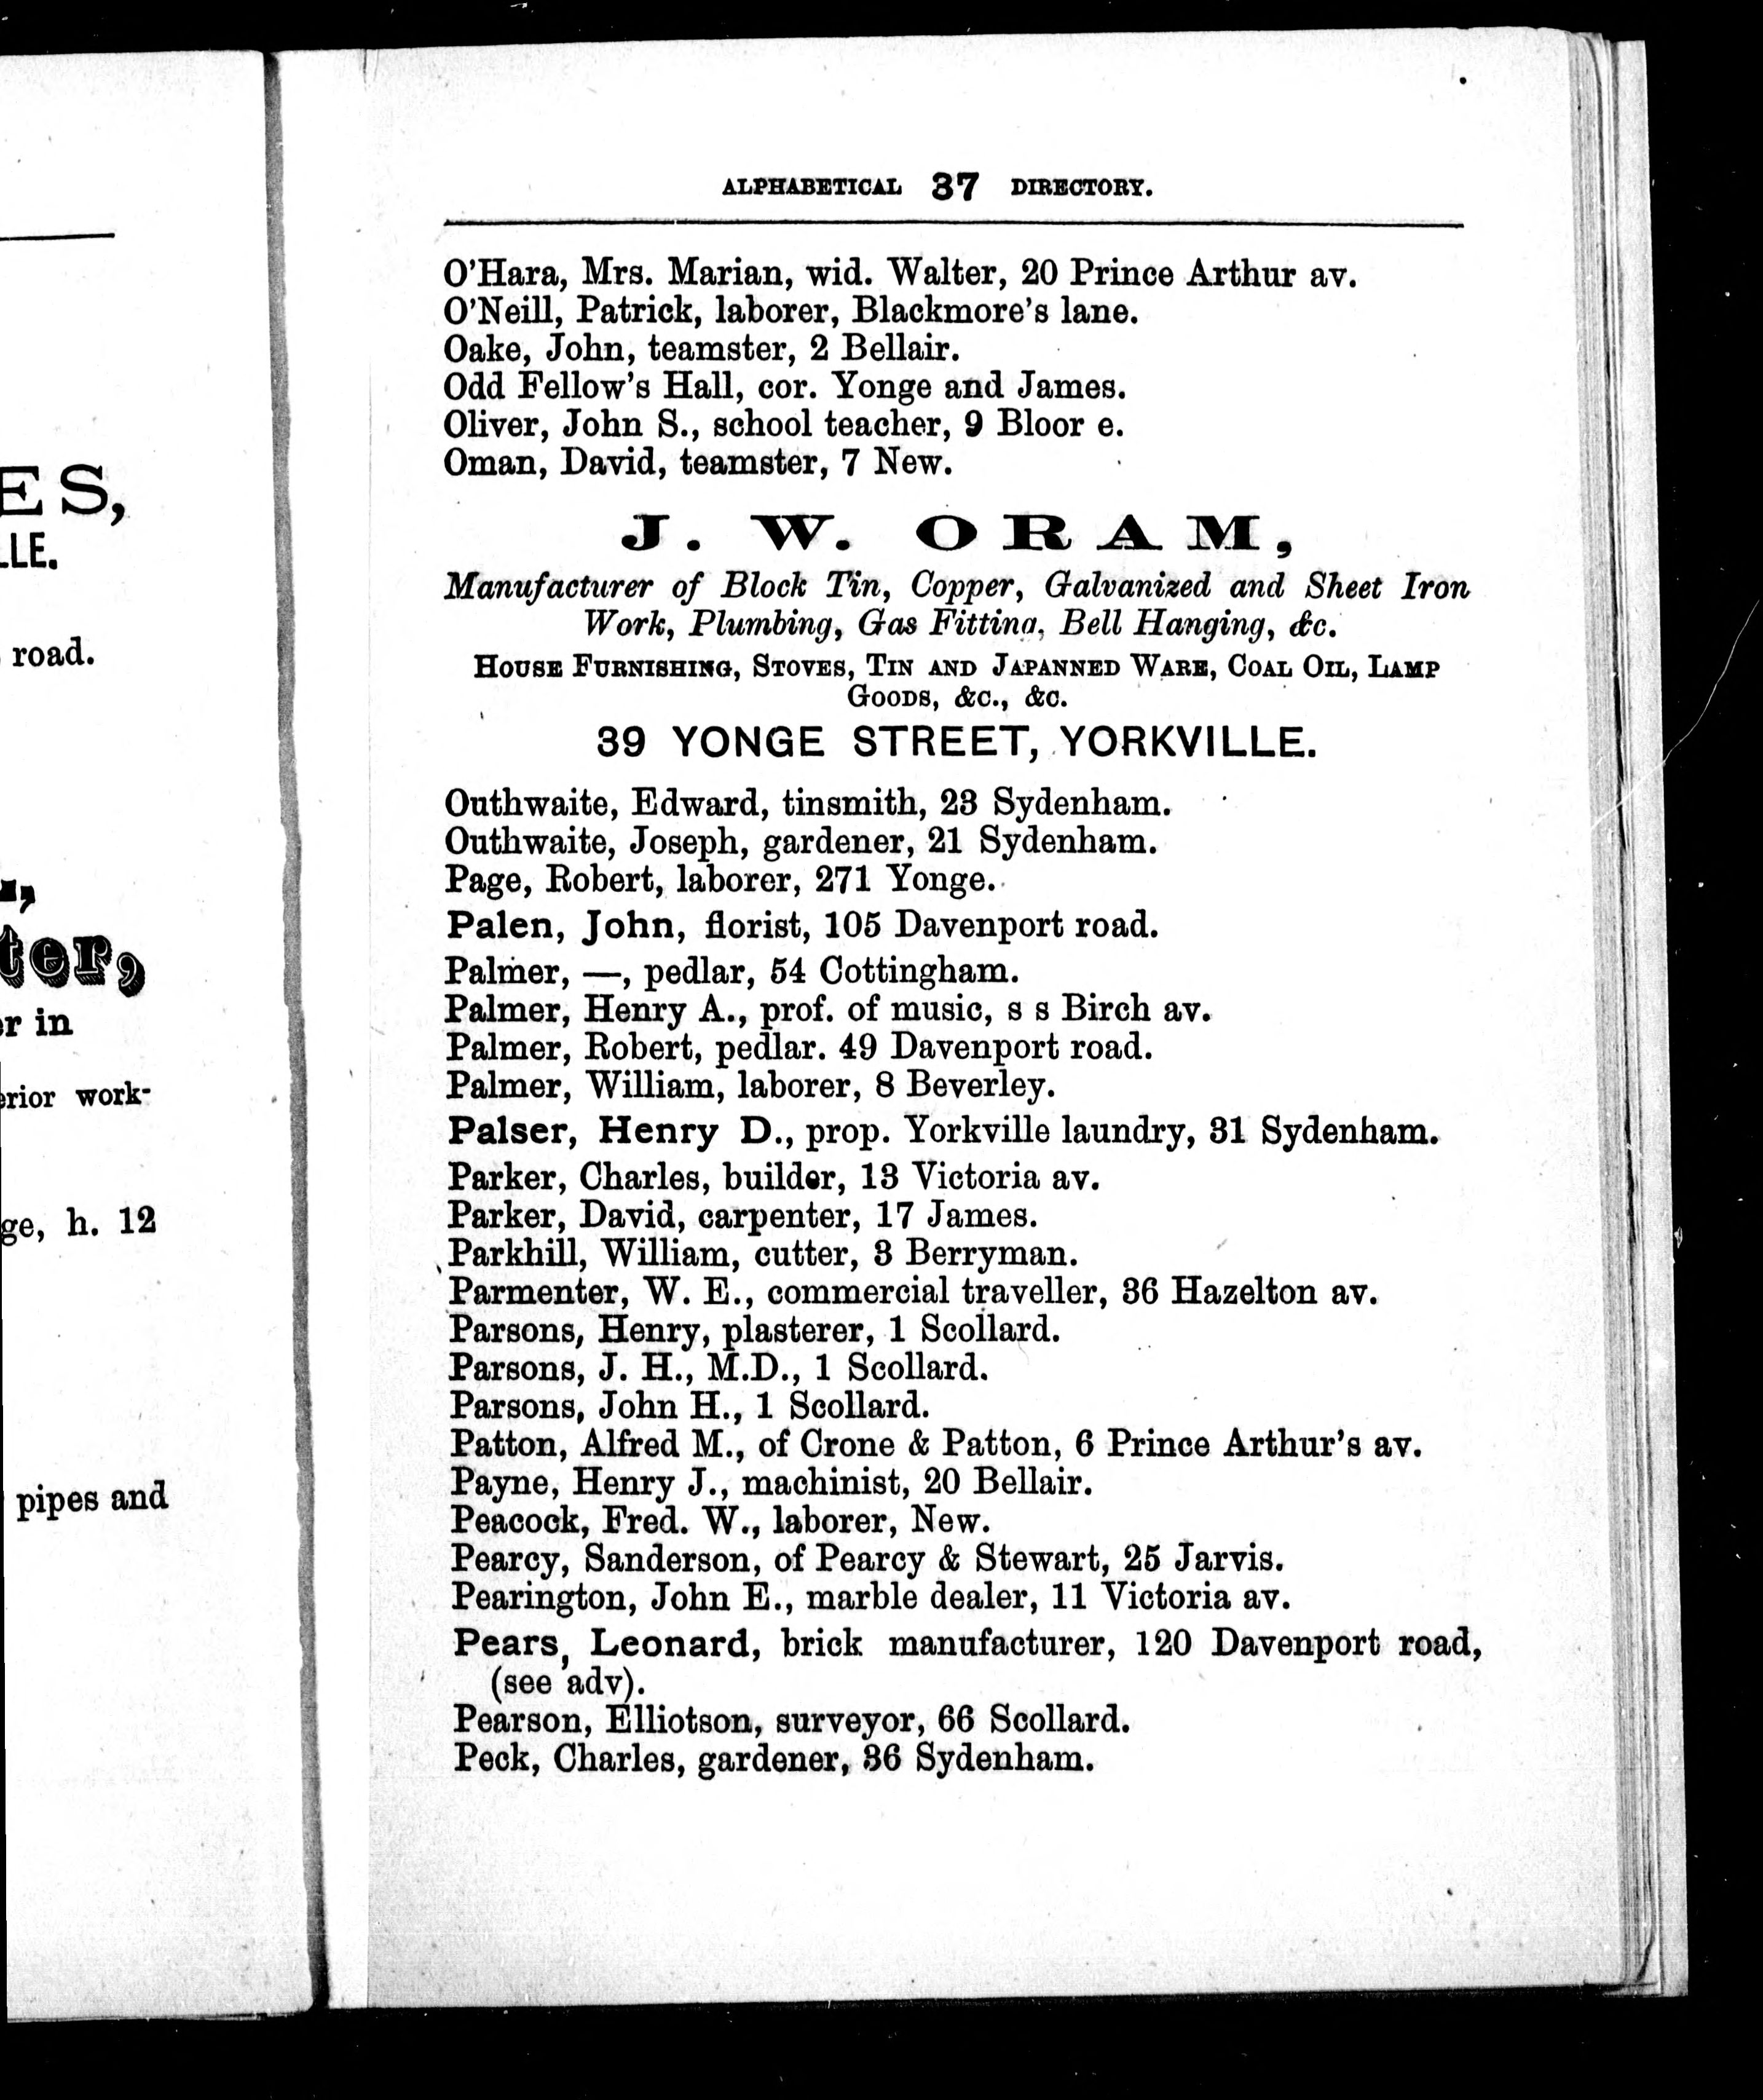 ES,
LLE.
road.
ter,
r in
work-
ge, h. 12
pipes and
ALPHABETICAL 37 DIRECTORY.
O'Hara, Mrs. Marian, wid. Walter, 20 Prince Arthur av.
O'Neill, Patrick, laborer, Blackmore's lane.
Oake, John, teamster, 2 Bellair.
Odd Fellow's Hall, cor. Yonge and James.
Oliver, John S., school teacher, 9 Bloor e.
Oman, David, teamster, 7 New.
J. W. ORAM,
Manufacturer of Block Tin, Copper, Galvanized and Sheet Iron
Work, Plumbing, Gas Fitting, Bell Hanging, &c.
HOUSE FURNISHING, STOVES, TIN AND JAPANNED WARE, COAL OIL, LAMP
GOODS, &C., &C.
39 YONGE STREET, YORKVILLE.
Outhwaite, Edward, tinsmith, 23 Sydenham.
Outhwaite, Joseph, gardener, 21 Sydenham.
Page, Robert, laborer, 271 Yonge.
Palen, John, florist, 105 Davenport road.
Palmer, —, pedlar, 54 Cottingham.
Palmer, Henry A., prof. of music, s s Birch av.
Palmer, Robert, pedlar. 49 Davenport road.
Palmer, William, laborer, 8 Beverley.
Palser, Henry D., prop. Yorkville laundry, 31 Sydenham.
Parker, Charles, builder, 13 Victoria av.
Parker, David, carpenter, 17 James.
Parkhill, William, cutter, 3 Berryman.
Parmenter, W. E., commercial traveller, 36 Hazelton av.
Parsons, Henry, plasterer, 1 Scollard.
Parsons, J. H., M.D., 1 Scollard.
Parsons, John H., 1 Scollard.
Patton, Alfred M., of Crone & Patton, 6 Prince Arthur's av.
Payne, Henry J., machinist, 20 Bellair.
Peacock, Fred. W., laborer, New.
Pearcy, Sanderson, of Pearcy & Stewart, 25 Jarvis.
Pearington, John E., marble dealer, 11 Victoria av.
Pears, Leonard, brick manufacturer, 120 Davenport road,
(see adv).
Pearson, Elliotson, surveyor, 66 Scollard.
Peck, Charles, gardener, 36 Sydenham.